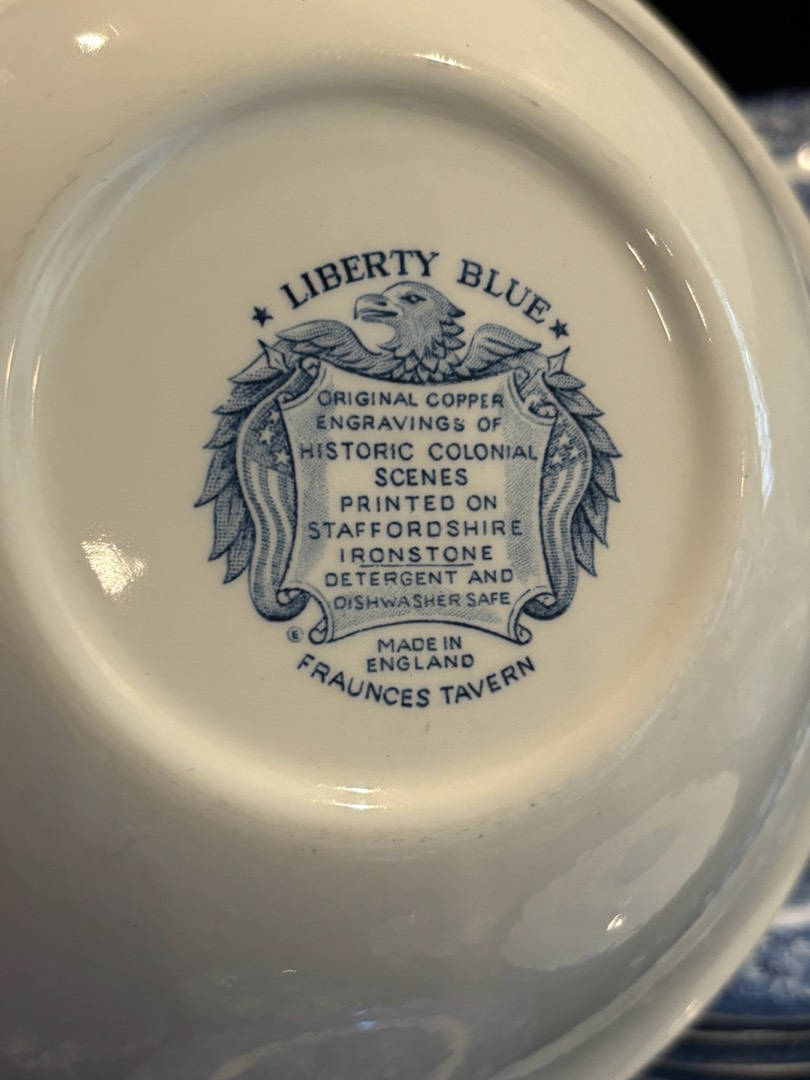 ★ LIBERTY BLUE ★
ORIGINAL COPPER
ENGRAVINGS OF
HISTORIC COLONIAL
SCENES
PRINTED ON
STAFFORDSHIRE
IRONSTONE
DETERGENT AND
DISHWASHER SAFE
Ⓔ
MADE IN
ENGLAND
FRAUNCES TAVERN